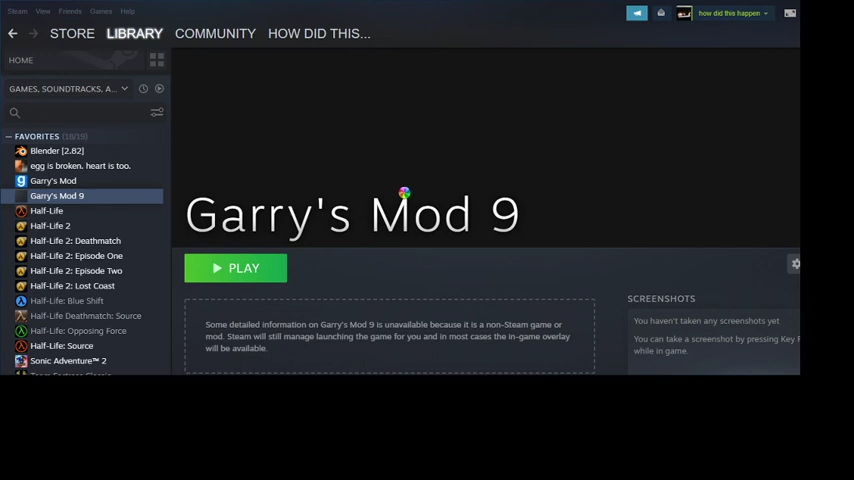 Steam View Friends Games Help
how did this happen
STORE LIBRARY COMMUNITY HOW DID THIS...
HOME
GAMES, SOUNDTRACKS, A...
FAVORITES (18/19)
Blender [2.82]
egg is broken. heart is too.
Garry's Mod
Garry's Mod 9
Half-Life
Half-Life 2
Half-Life 2: Deathmatch
Half-Life 2: Episode One
Half-Life 2: Episode Two
Half-Life 2: Lost Coast
Half-Life: Blue Shift
Half-Life Deathmatch: Source
Half-Life: Opposing Force
Half-Life: Source
Sonic Adventure™ 2
Team Fortress Classic
Garry's Mod 9
PLAY
Some detailed information on Garry's Mod 9 is unavailable because it is a non-Steam game or
mod. Steam will still manage launching the game for you and in most cases the in-game overlay
will be available.
SCREENSHOTS
You haven't taken any screenshots yet
You can take a screenshot by pressing Key F
while in game.